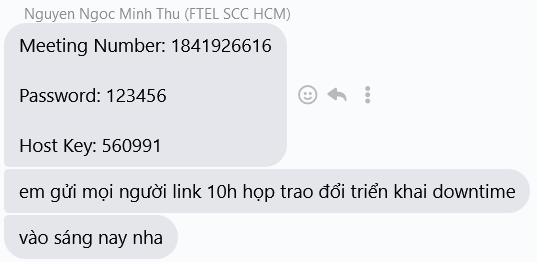 Nguyen Ngoc Minh Thu (FTEL SCC HCM)
Meeting Number: 1841926616
Password: 123456
Host Key: 560991
em gửi mọi người link 10h họp trao đổi triển khai downtime
vào sáng nay nha